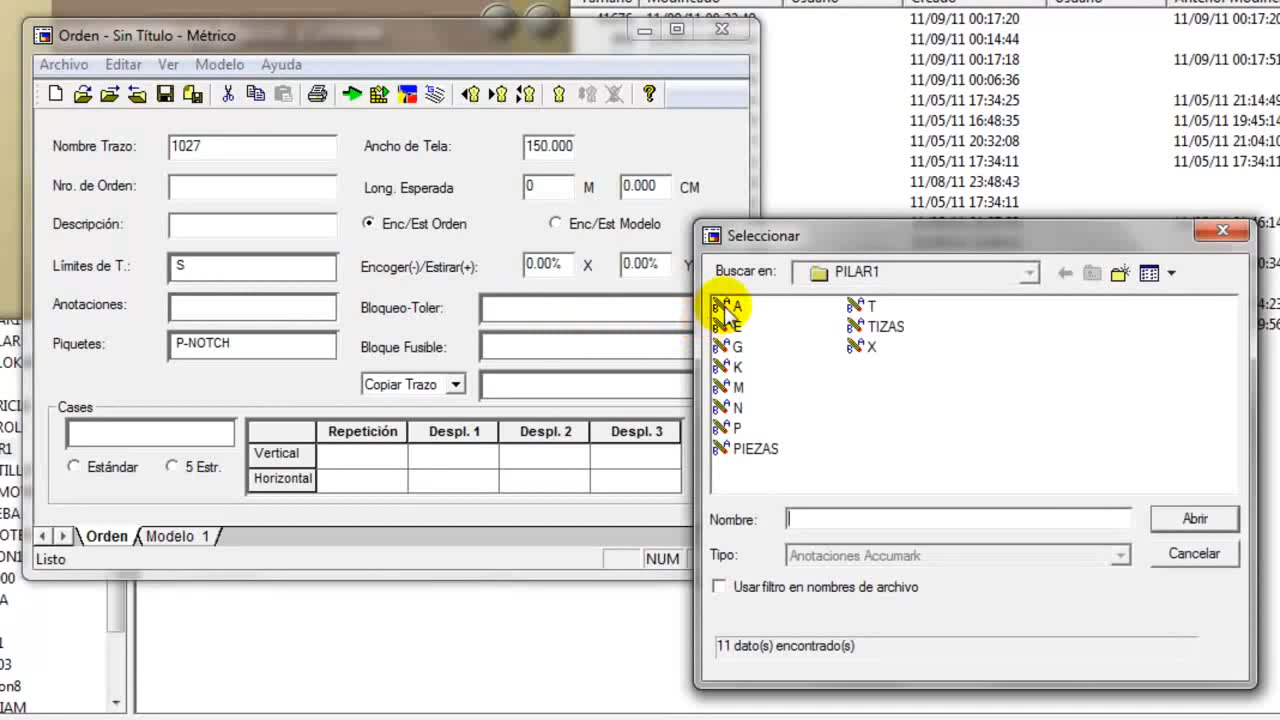 Orden - Sin Título - Métrico
Archivo Editar Ver Modelo Ayuda
Nombre Trazo: 1027 Ancho de Tela: 150.000
Nro. de Orden: Long. Esperada 0 M 0.000 CM
Descripción: Enc/Est Orden Enc/Est Modelo
Límites de T.: S Encoger(-)/Estirar(+): 0.00% X 0.00% Y
Anotaciones: Bloqueo-Toler:
Piquetes: P-NOTCH Bloque Fusible:
Copiar Trazo
Cases
Repetición Despl. 1 Despl. 2 Despl. 3
Estándar 5 Estr. Vertical
Horizontal
Orden Modelo 1
Listo NUM
11/09/11 00:17:20
11/09/11 00:14:44
11/09/11 00:17:18 11/09/11 00:17:51
11/09/11 00:06:36
11/05/11 17:34:25 11/05/11 21:14:49
11/05/11 16:48:35 11/05/11 19:45:14
11/05/11 20:32:08 11/05/11 21:04:10
11/05/11 17:34:11 11/05/11 17:34:11
11/08/11 23:48:43
11/05/11 17:34:11
Seleccionar
Buscar en: PILAR1
A T
E TIZAS
G X
K
M
N
P
PIEZAS
Nombre: Abrir
Tipo: Anotaciones Accumark Cancelar
Usar filtro en nombres de archivo
11 dato(s) encontrado(s)